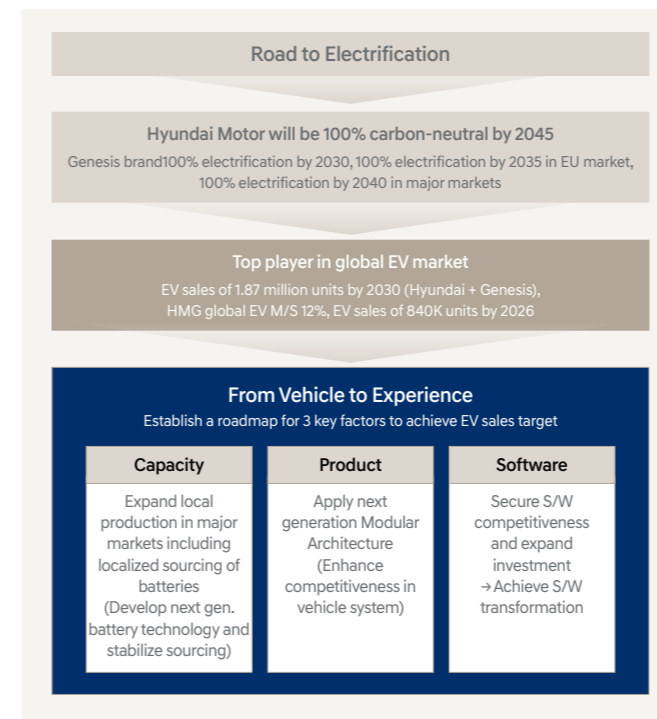 Road to Electrification
Hyundai Motor will be 100% carbon-neutral by 2045
Genesis brand100% electrification by 2030, 100% electrification by 2035 in EU market,
100% electrification by 2040 in major markets
Top player in global EV market
EV sales of 1.87 million units by 2030 (Hyundai + Genesis),
HMG global EV M/S 12%, EV sales of 840K units by 2026
From Vehicle to Experience
Establish a roadmap for 3 key factors to achieve EV sales target
Capacity
Expand local
production in major
markets including
localized sourcing of
batteries
(Develop next gen.
battery technology and
stabilize sourcing)
Product
Apply next
generation Modular
Architecture
(Enhance
competitiveness in
vehicle system)
Software
Secure S/W
competitiveness
and expand
investment
→Achieve S/W
transformation